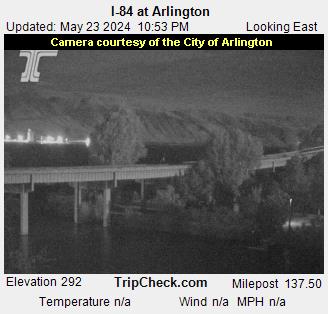 I-84 at Arlington
Updated: May 23 2024 10:53 PM Looking East
Camera courtesy of the City of Arlington
Elevation 292 TripCheck.com Milepost 137.50
Temperature n/a Wind n/a MPH n/a